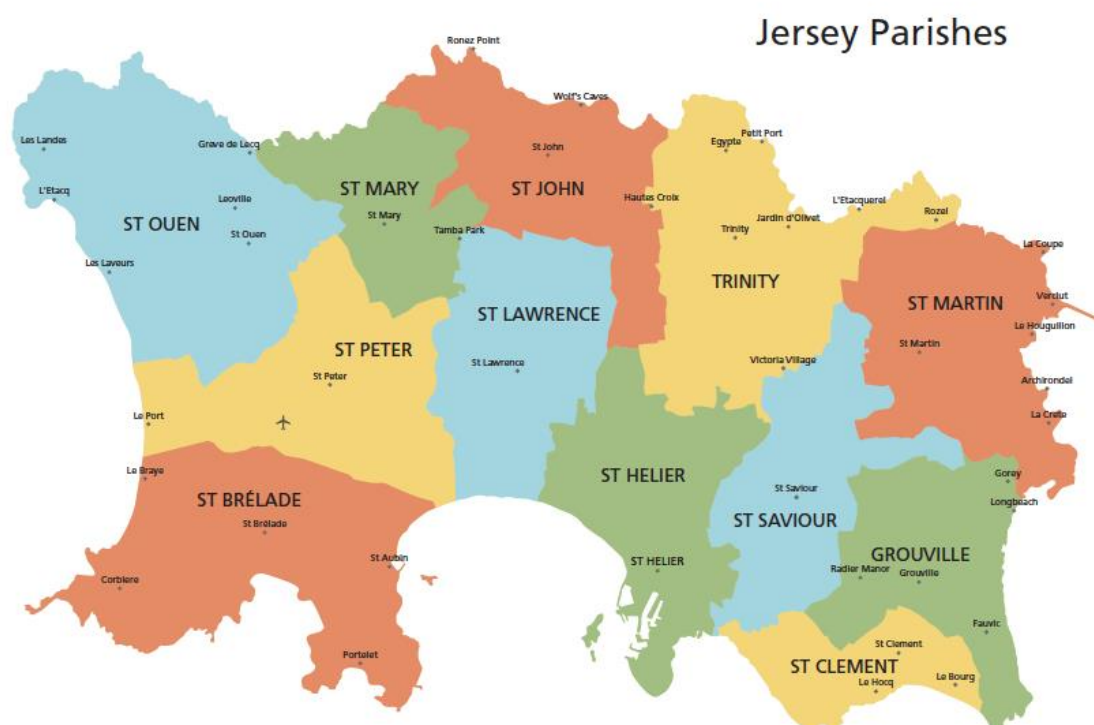 Jersey Parishes
Ronez Point
Wolf's Caves
Les Landes
Greve de Lecq
St John
Egypte
Petit Port
L'Etacq
Leoville
ST MARY
ST JOHN
Hautes Croix
L'Etacquerel
Rozel
ST OUEN
St Ouen
St Mary
Tamba Park
Trinity
Jardin d'Olivet
Les Laveurs
La Coupe
TRINITY
ST MARTIN
Verclut
ST LAWRENCE
Le Houguillon
ST PETER
St Lawrence
Victoria Village
St Martin
St Peter
Archirondel
Le Port
La Crete
Le Braye
ST HELIER
Gorey
ST BRÉLADE
St Saviour
Longbeach
St Brélade
ST SAVIOUR
St Aubin
ST HELIER
GROUVILLE
Radier Manor
Grouville
Corbiere
Fauvic
Portelet
St Clement
ST CLEMENT
Le Hocq
Le Bourg